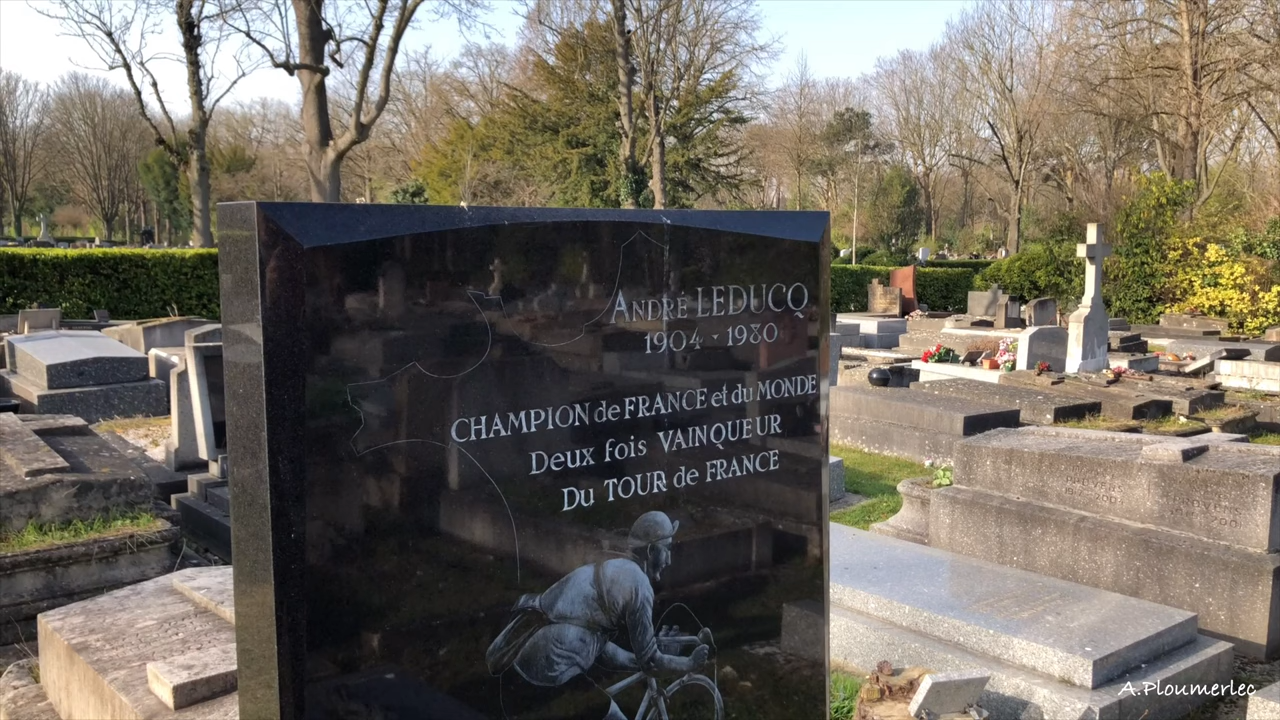 ANDRÉ LEDUCQ
1904 - 1980
CHAMPION de FRANCE et du MONDE
Deux fois VAINQUEUR
Du TOUR de FRANCE
A.Ploumerlec